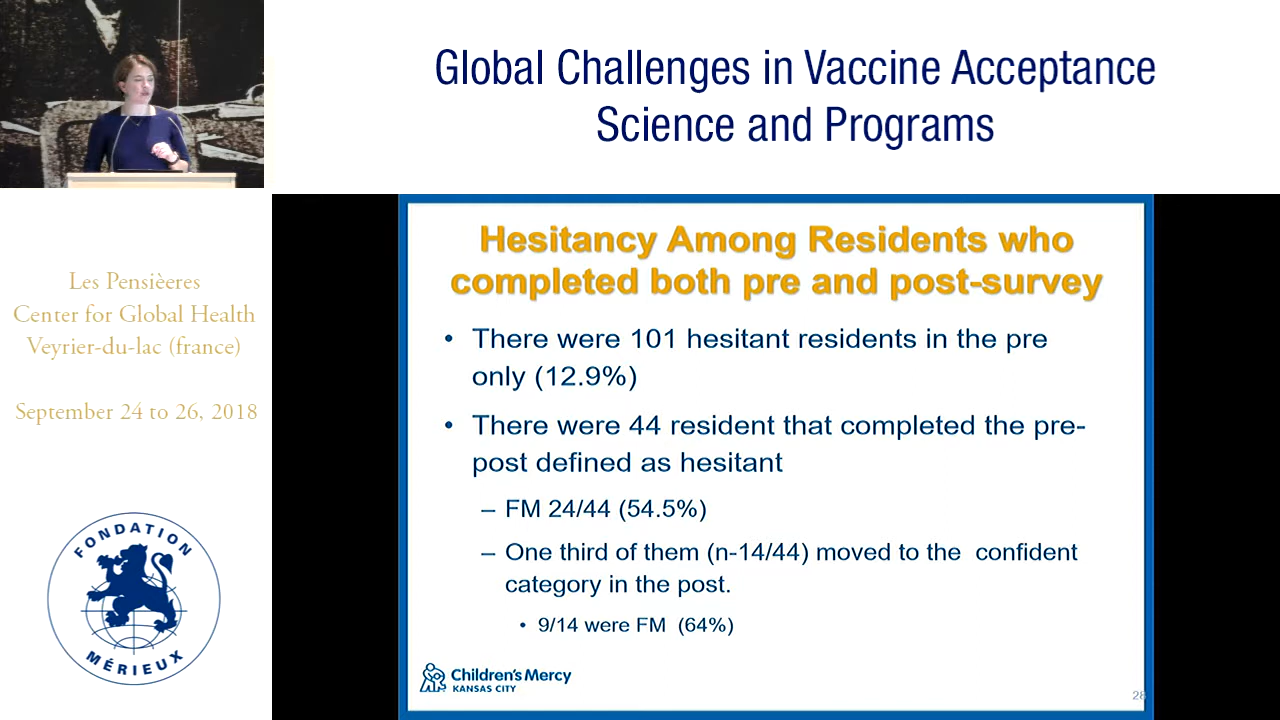 Global Challenges in Vaccine Acceptance
Science and Programs
Les Pensièeres
Center for Global Health
Veyrier-du-lac (france)
September 24 to 26, 2018
FONDATION
MÉRIEUX
Hesitancy Among Residents who
completed both pre and post-survey
• There were 101 hesitant residents in the pre
only (12.9%)
• There were 44 resident that completed the pre-
post defined as hesitant
– FM 24/44 (54.5%)
– One third of them (n-14/44) moved to the confident
category in the post.
• 9/14 were FM (64%)
Children's Mercy
KANSAS CITY
28